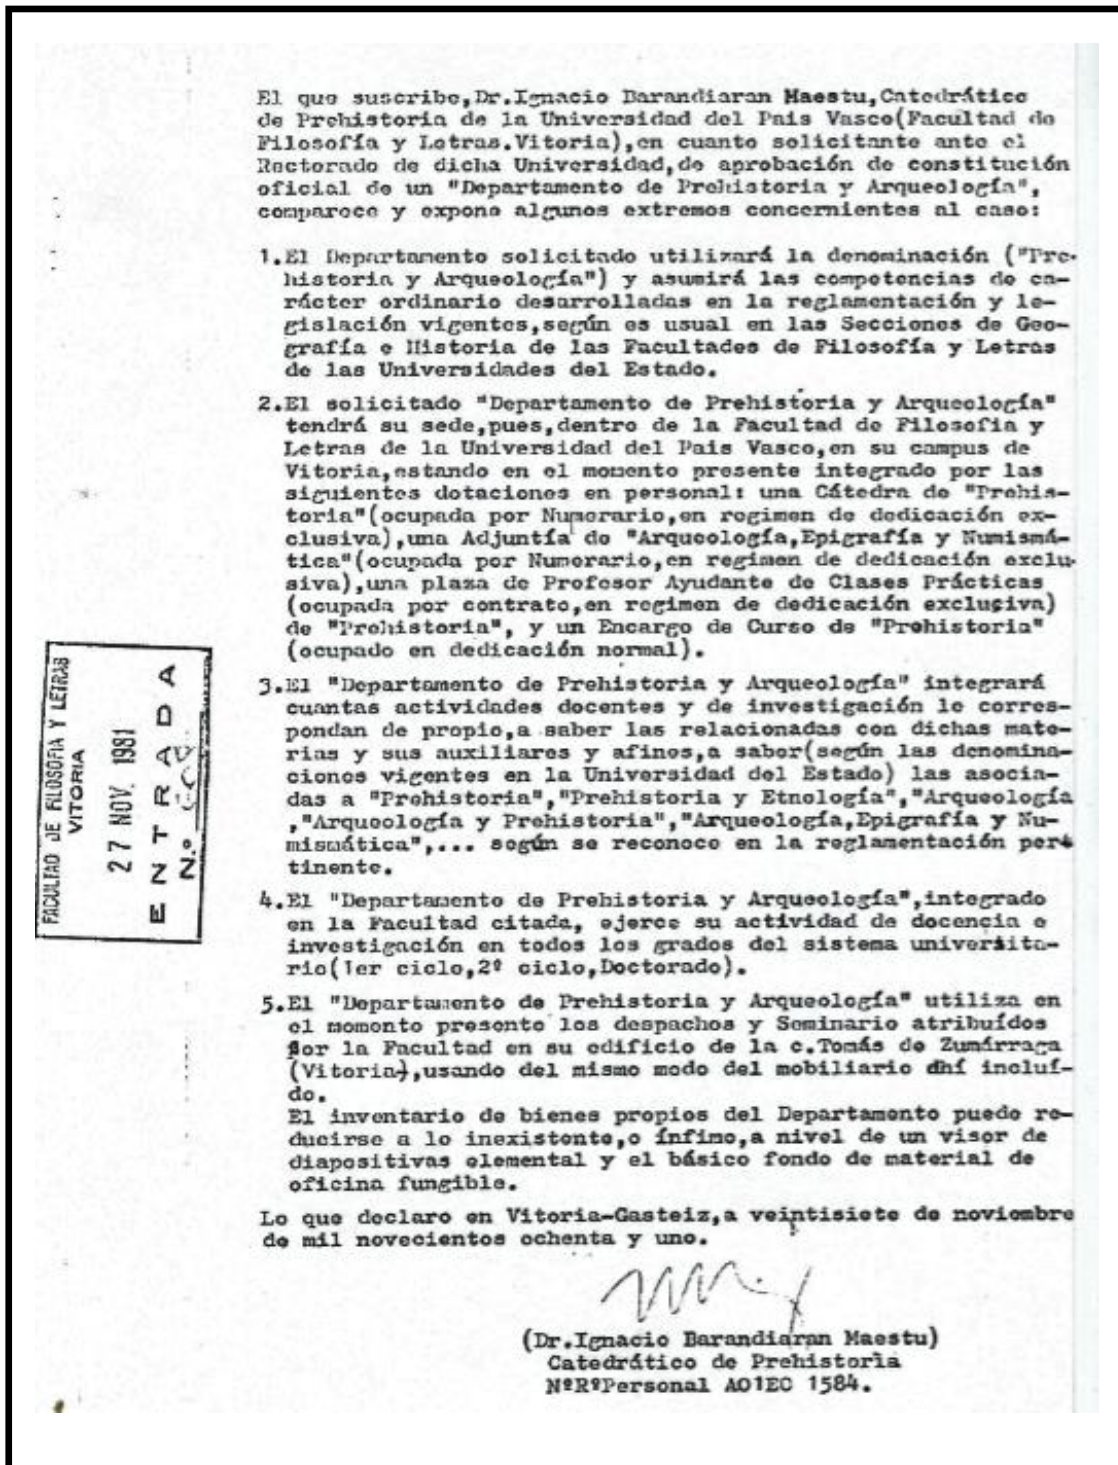 El que suscribe,Dr.Ignacio Barandiaran Maestu,Catedrático
de Prehistoria de la Universidad del Pais Vasco(Facultad de
Filosofía y Letras.Vitoria),en cuanto solicitante ante el
Rectorado de dicha Universidad,de aprobación de constitución
oficial de un "Departamento de Prehistoria y Arqueología",
comparece y expone algunos extremos concernientes al caso:
1.El Departamento solicitado utilizará la denominación ("Pre-
historia y Arqueología") y asumirá las competencias de ca-
rácter ordinario desarrolladas en la reglamentación y le-
gislación vigentes,según es usual en las Secciones de Geo-
grafía e Historia de las Facultades de Filosofía y Letras
de las Universidades del Estado.
2.El solicitado "Departamento de Prehistoria y Arqueología"
tendrá su sede,pues,dentro de la Facultad de Filosofia y
Letras de la Universidad del Pais Vasco,en su campus de
Vitoria,estando en el momento presente integrado por las
siguientes dotaciones en personal: una Cátedra de "Prehis-
toria"(ocupada por Numerario,en regimen de dedicación ex-
clusiva),una Adjuntía de "Arqueología,Epigrafía y Numismá-
tica"(ocupada por Numerario,en regimen de dedicación exclu-
siva),una plaza de Profesor Ayudante de Clases Prácticas
(ocupada por contrato,en regimen de dedicación exclusiva)
de "Prehistoria", y un Encargo de Curso de "Prehistoria"
(ocupado en dedicación normal).
3.El "Departamento de Prehistoria y Arqueología" integrará
cuantas actividades docentes y de investigación le corres-
pondan de propio,a saber las relacionadas con dichas mate-
rias y sus auxiliares y afines,a saber(según las denomina-
ciones vigentes en la Universidad del Estado) las asocia-
das a "Prehistoria","Prehistoria y Etnología","Arqueología
,"Arqueología y Prehistoria","Arqueología,Epigrafía y Nu-
mismática",... según se reconoce en la reglamentación per-
tinente.
4.El "Departamento de Prehistoria y Arqueología",integrado
en la Facultad citada, ejerce su actividad de docencia e
investigación en todos los grados del sistema universita-
rio(1er ciclo,2º ciclo,Doctorado).
5.El "Departamento de Prehistoria y Arqueología" utiliza en
el momento presente los despachos y Seminario atribuídos
por la Facultad en su edificio de la c.Tomás de Zumárraga
(Vitoria),usando del mismo modo del mobiliario ahí incluí-
do.
El inventario de bienes propios del Departamento puede re-
ducirse a lo inexistente,o ínfimo,a nivel de un visor de
diapositivas elemental y el básico fondo de material de
oficina fungible.
Lo que declaro en Vitoria-Gasteiz,a veintisiete de noviembre
de mil novecientos ochenta y uno.
(Dr.Ignacio Barandiaran Maestu)
Catedrático de Prehistoria
NºRºPersonal AO1EC 1584.
FACULTAD DE FILOSOFIA Y LETRAS
VITORIA
27 NOV. 1981
ENTRADA
N.º